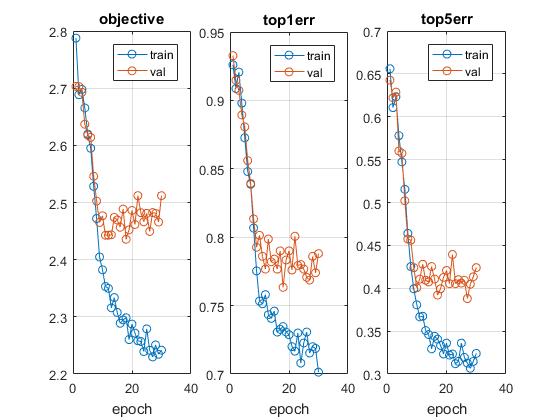 objective
train
val
2.8
2.7
2.6
2.5
2.4
2.3
2.2
0
20
40
epoch
top1err
train
val
0.95
0.9
0.85
0.8
0.75
0.7
0
20
40
epoch
top5err
train
val
0.7
0.65
0.6
0.55
0.5
0.45
0.4
0.35
0.3
0
20
40
epoch